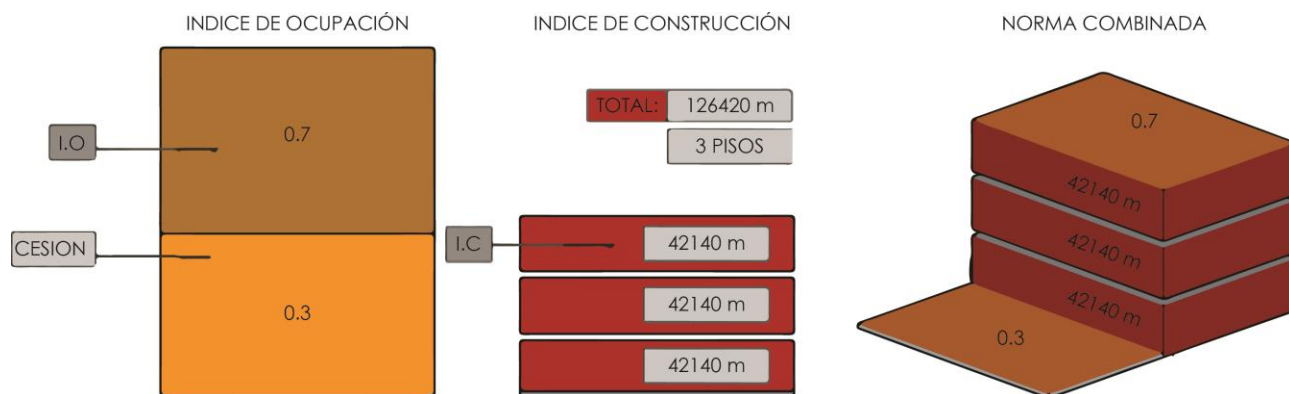 INDICE DE OCUPACIÓN
INDICE DE CONSTRUCCIÓN
NORMA COMBINADA
I.O
0.7
CESION
0.3
TOTAL: 126420 m
3 PISOS
I.C
42140 m
42140 m
42140 m
0.7
42140 m
42140 m
42140 m
0.3